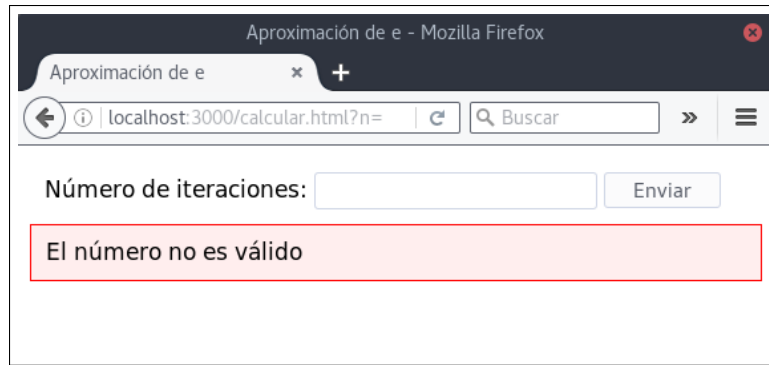 Aproximación de e - Mozilla Firefox
Aproximación de e
localhost:3000/calcular.html?n=
Buscar
Número de iteraciones:
Enviar
El número no es válido